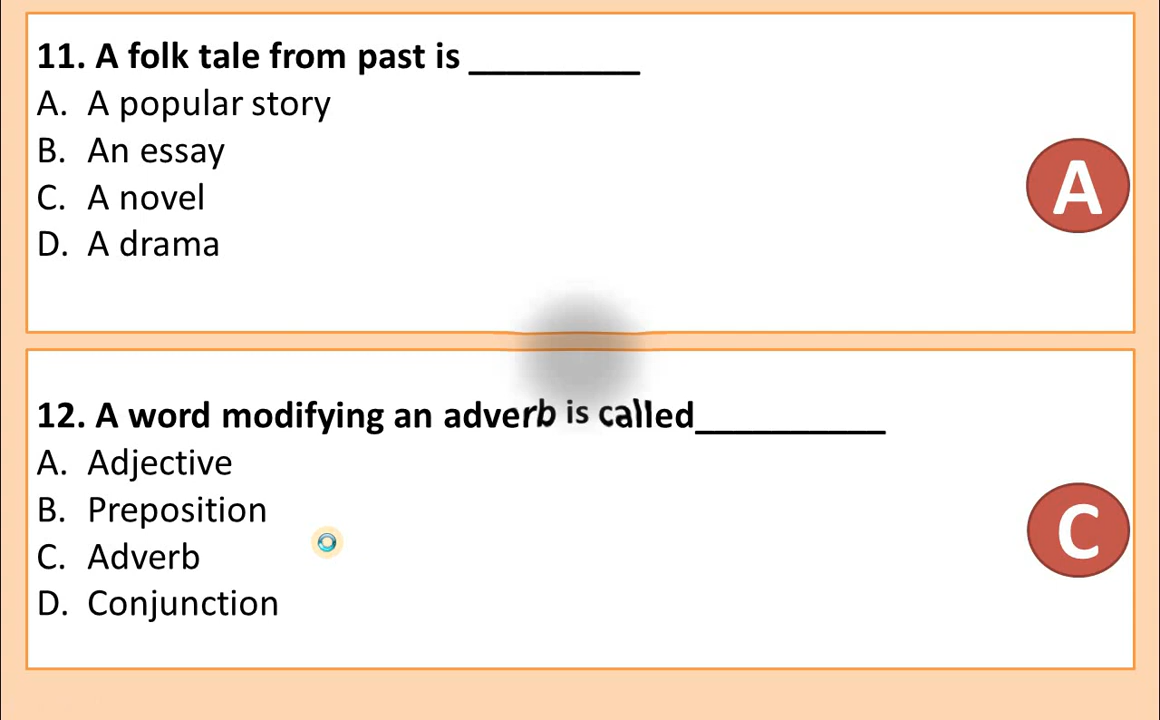 11. A folk tale from past is _________
A. A popular story
B. An essay
C. A novel
D. A drama
A
12. A word modifying an adverb is called__________
A. Adjective
B. Preposition
C. Adverb
D. Conjunction
C